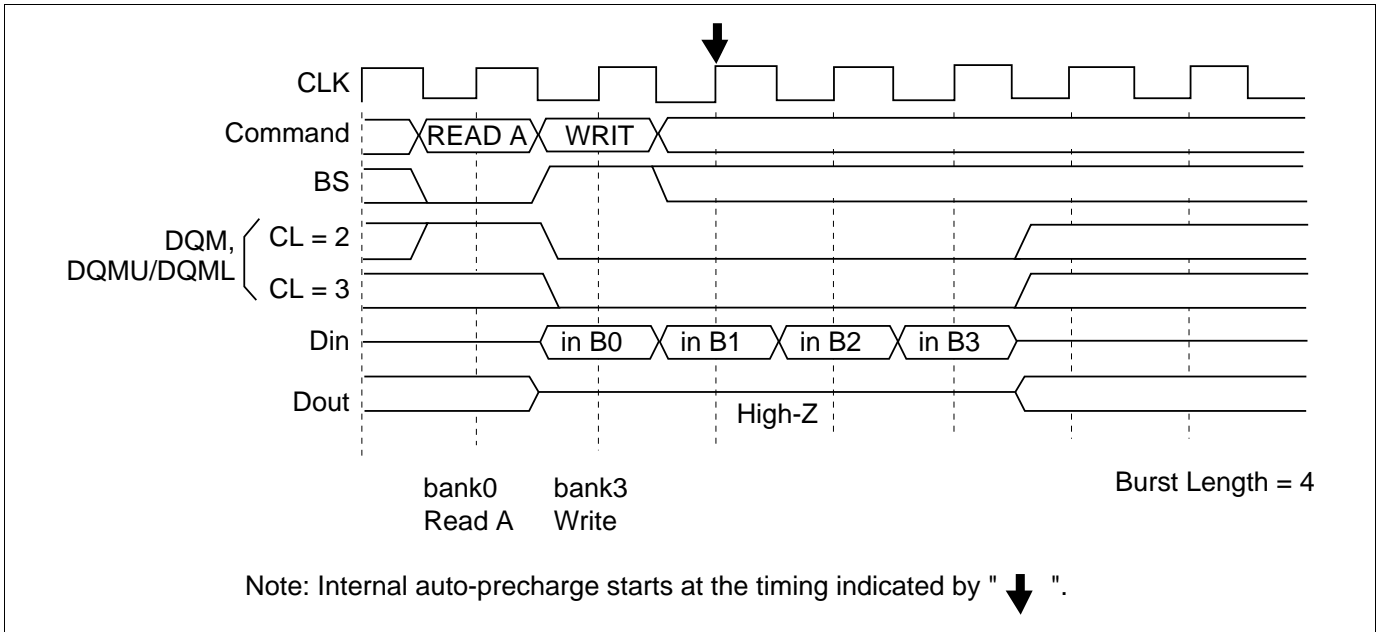 CLK
Command READ A WRIT
BS
DQM, CL = 2
DQMU/DQML
CL = 3
Din in B0 in B1 in B2 in B3
Dout
High-Z
bank0 bank3
Read A Write
Burst Length = 4
Note: Internal auto-precharge starts at the timing indicated by " ".